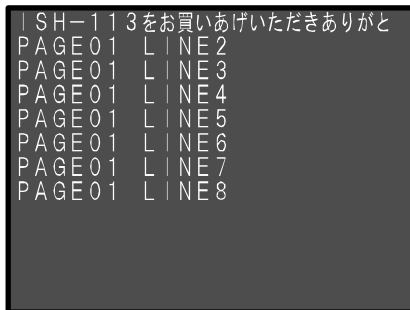 ISH-113をお買いあげいただきありがと
PAGE01 LINE2
PAGE01 LINE3
PAGE01 LINE4
PAGE01 LINE5
PAGE01 LINE6
PAGE01 LINE7
PAGE01 LINE8